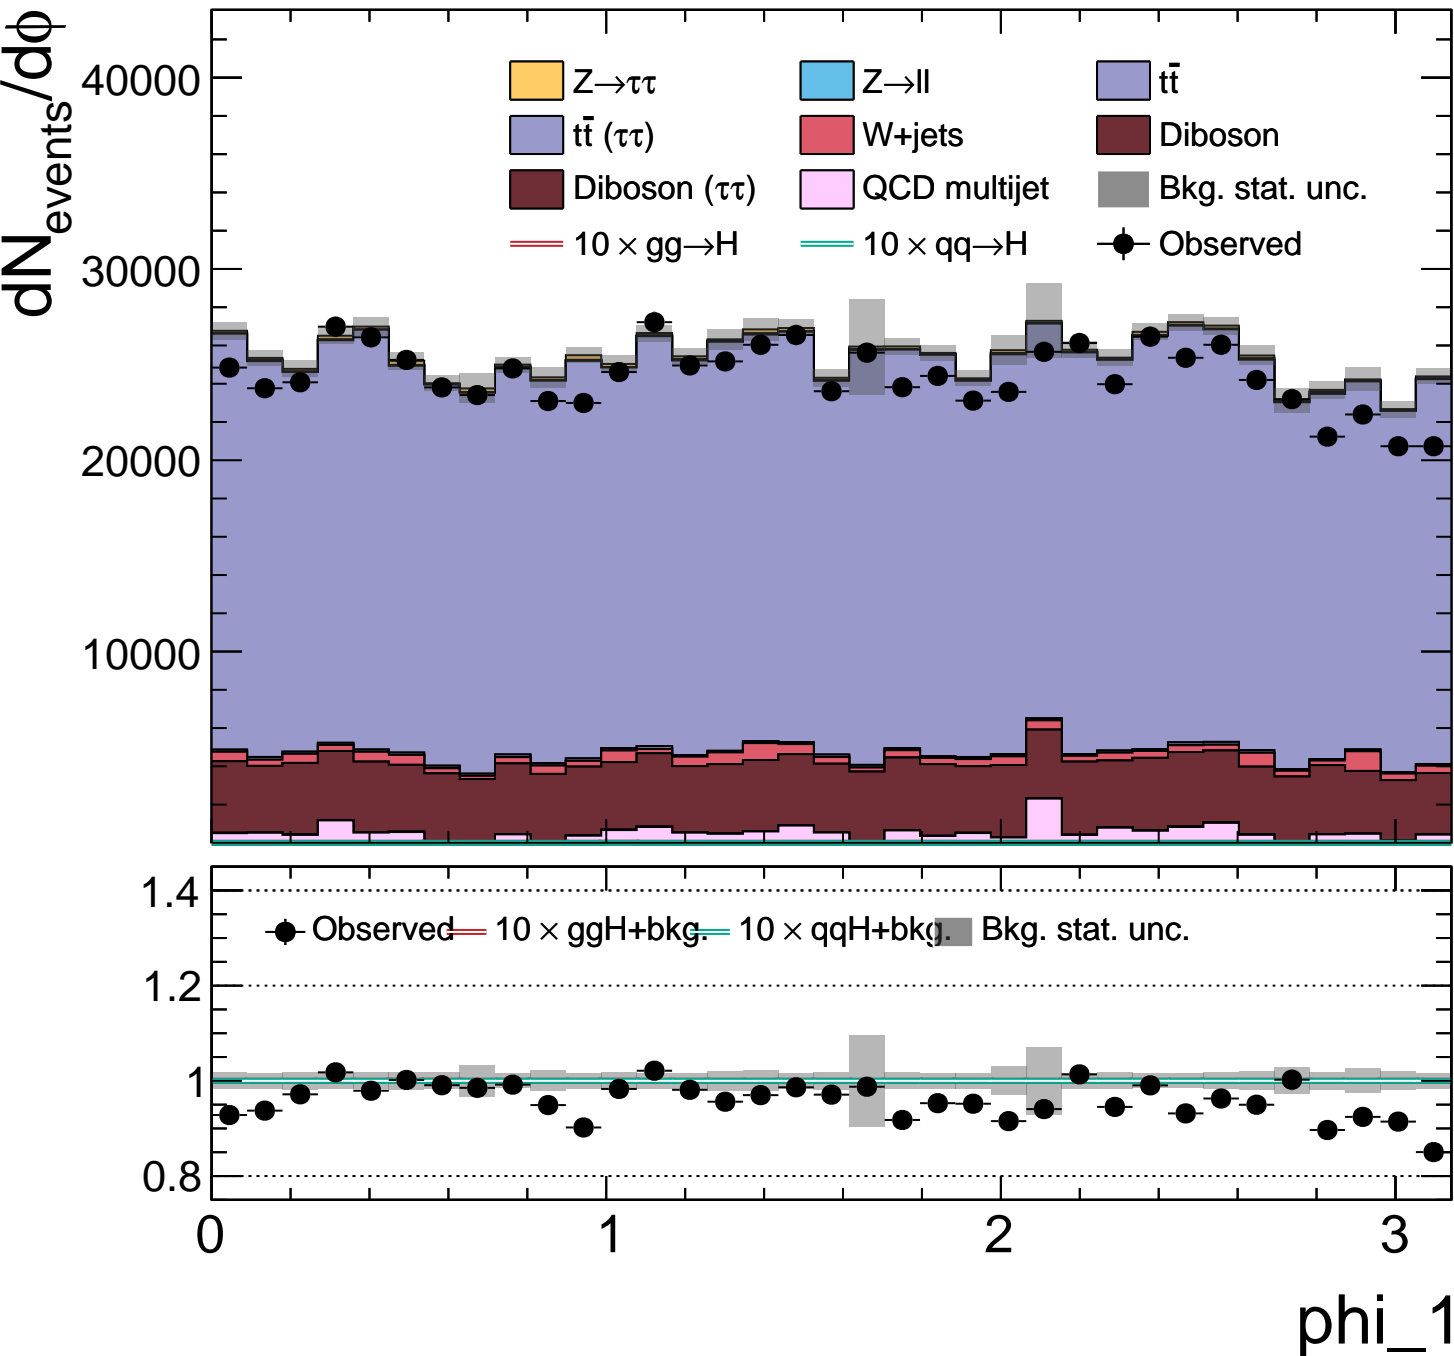 dN_events/dϕ
40000
30000
20000
10000
Z→ττ Z→ll tt̄
tt̄ (ττ) W+jets Diboson
Diboson (ττ) QCD multijet Bkg. stat. unc.
10 × gg→H 10 × qq→H Observed
1.4
1.2
1
0.8
Observed 10 × ggH+bkg. 10 × qqH+bkg. Bkg. stat. unc.
0 1 2 3
phi_1